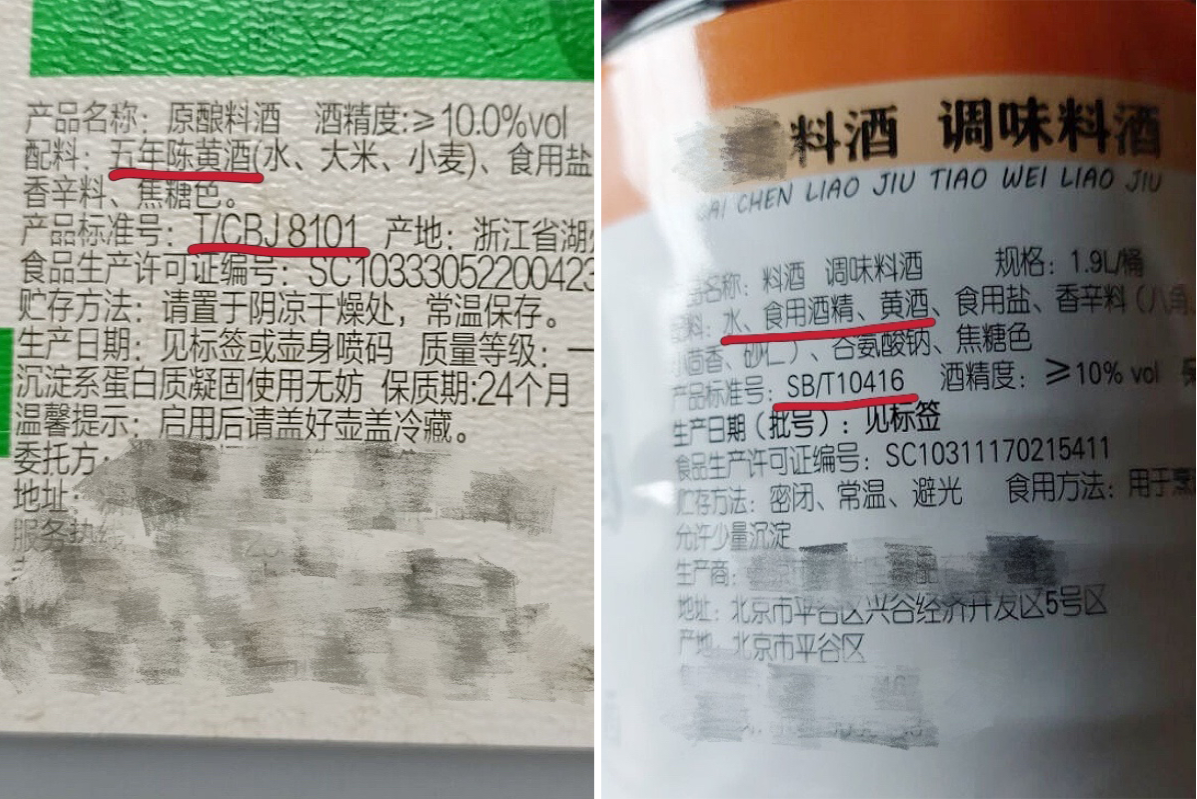 产品名称：原酿料酒 酒精度:≥10.0%vol
配料：五年陈黄酒(水、大米、小麦)、食用盐
香辛料、焦糖色。
产品标准号：T/CBJ 8101 产地：浙江省湖
食品生产许可证编号：SC10333052200423
贮存方法：请置于阴凉干燥处，常温保存。
生产日期：见标签或壶身喷码 质量等级：一
沉淀系蛋白质凝固使用无妨 保质期:24个月
温馨提示：启用后请盖好壶盖冷藏。
委托方：
地址：
服务热线
料酒 调味料酒
CHEN LIAO JIU TIAO WEI LIAO JIU
名称：料酒 调味料酒 规格：1.9L/桶
配料：水、食用酒精、黄酒、食用盐、香辛料（八角、
小茴香、砂仁）、谷氨酸钠、焦糖色
产品标准号：SB/T10416 酒精度：≥10% vol
生产日期（批号）：见标签
食品生产许可证编号：SC10311170215411
贮存方法：密闭、常温、避光 食用方法：用于烹
允许少量沉淀
生产商：
地址：北京市平谷区兴谷经济开发区5号区
产地：北京市平谷区